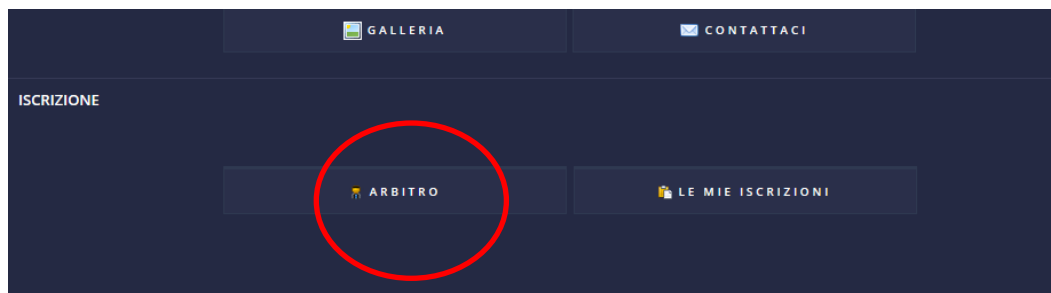 GALLERIA CONTATTACI
ISCRIZIONE
ARBITRO LE MIE ISCRIZIONI